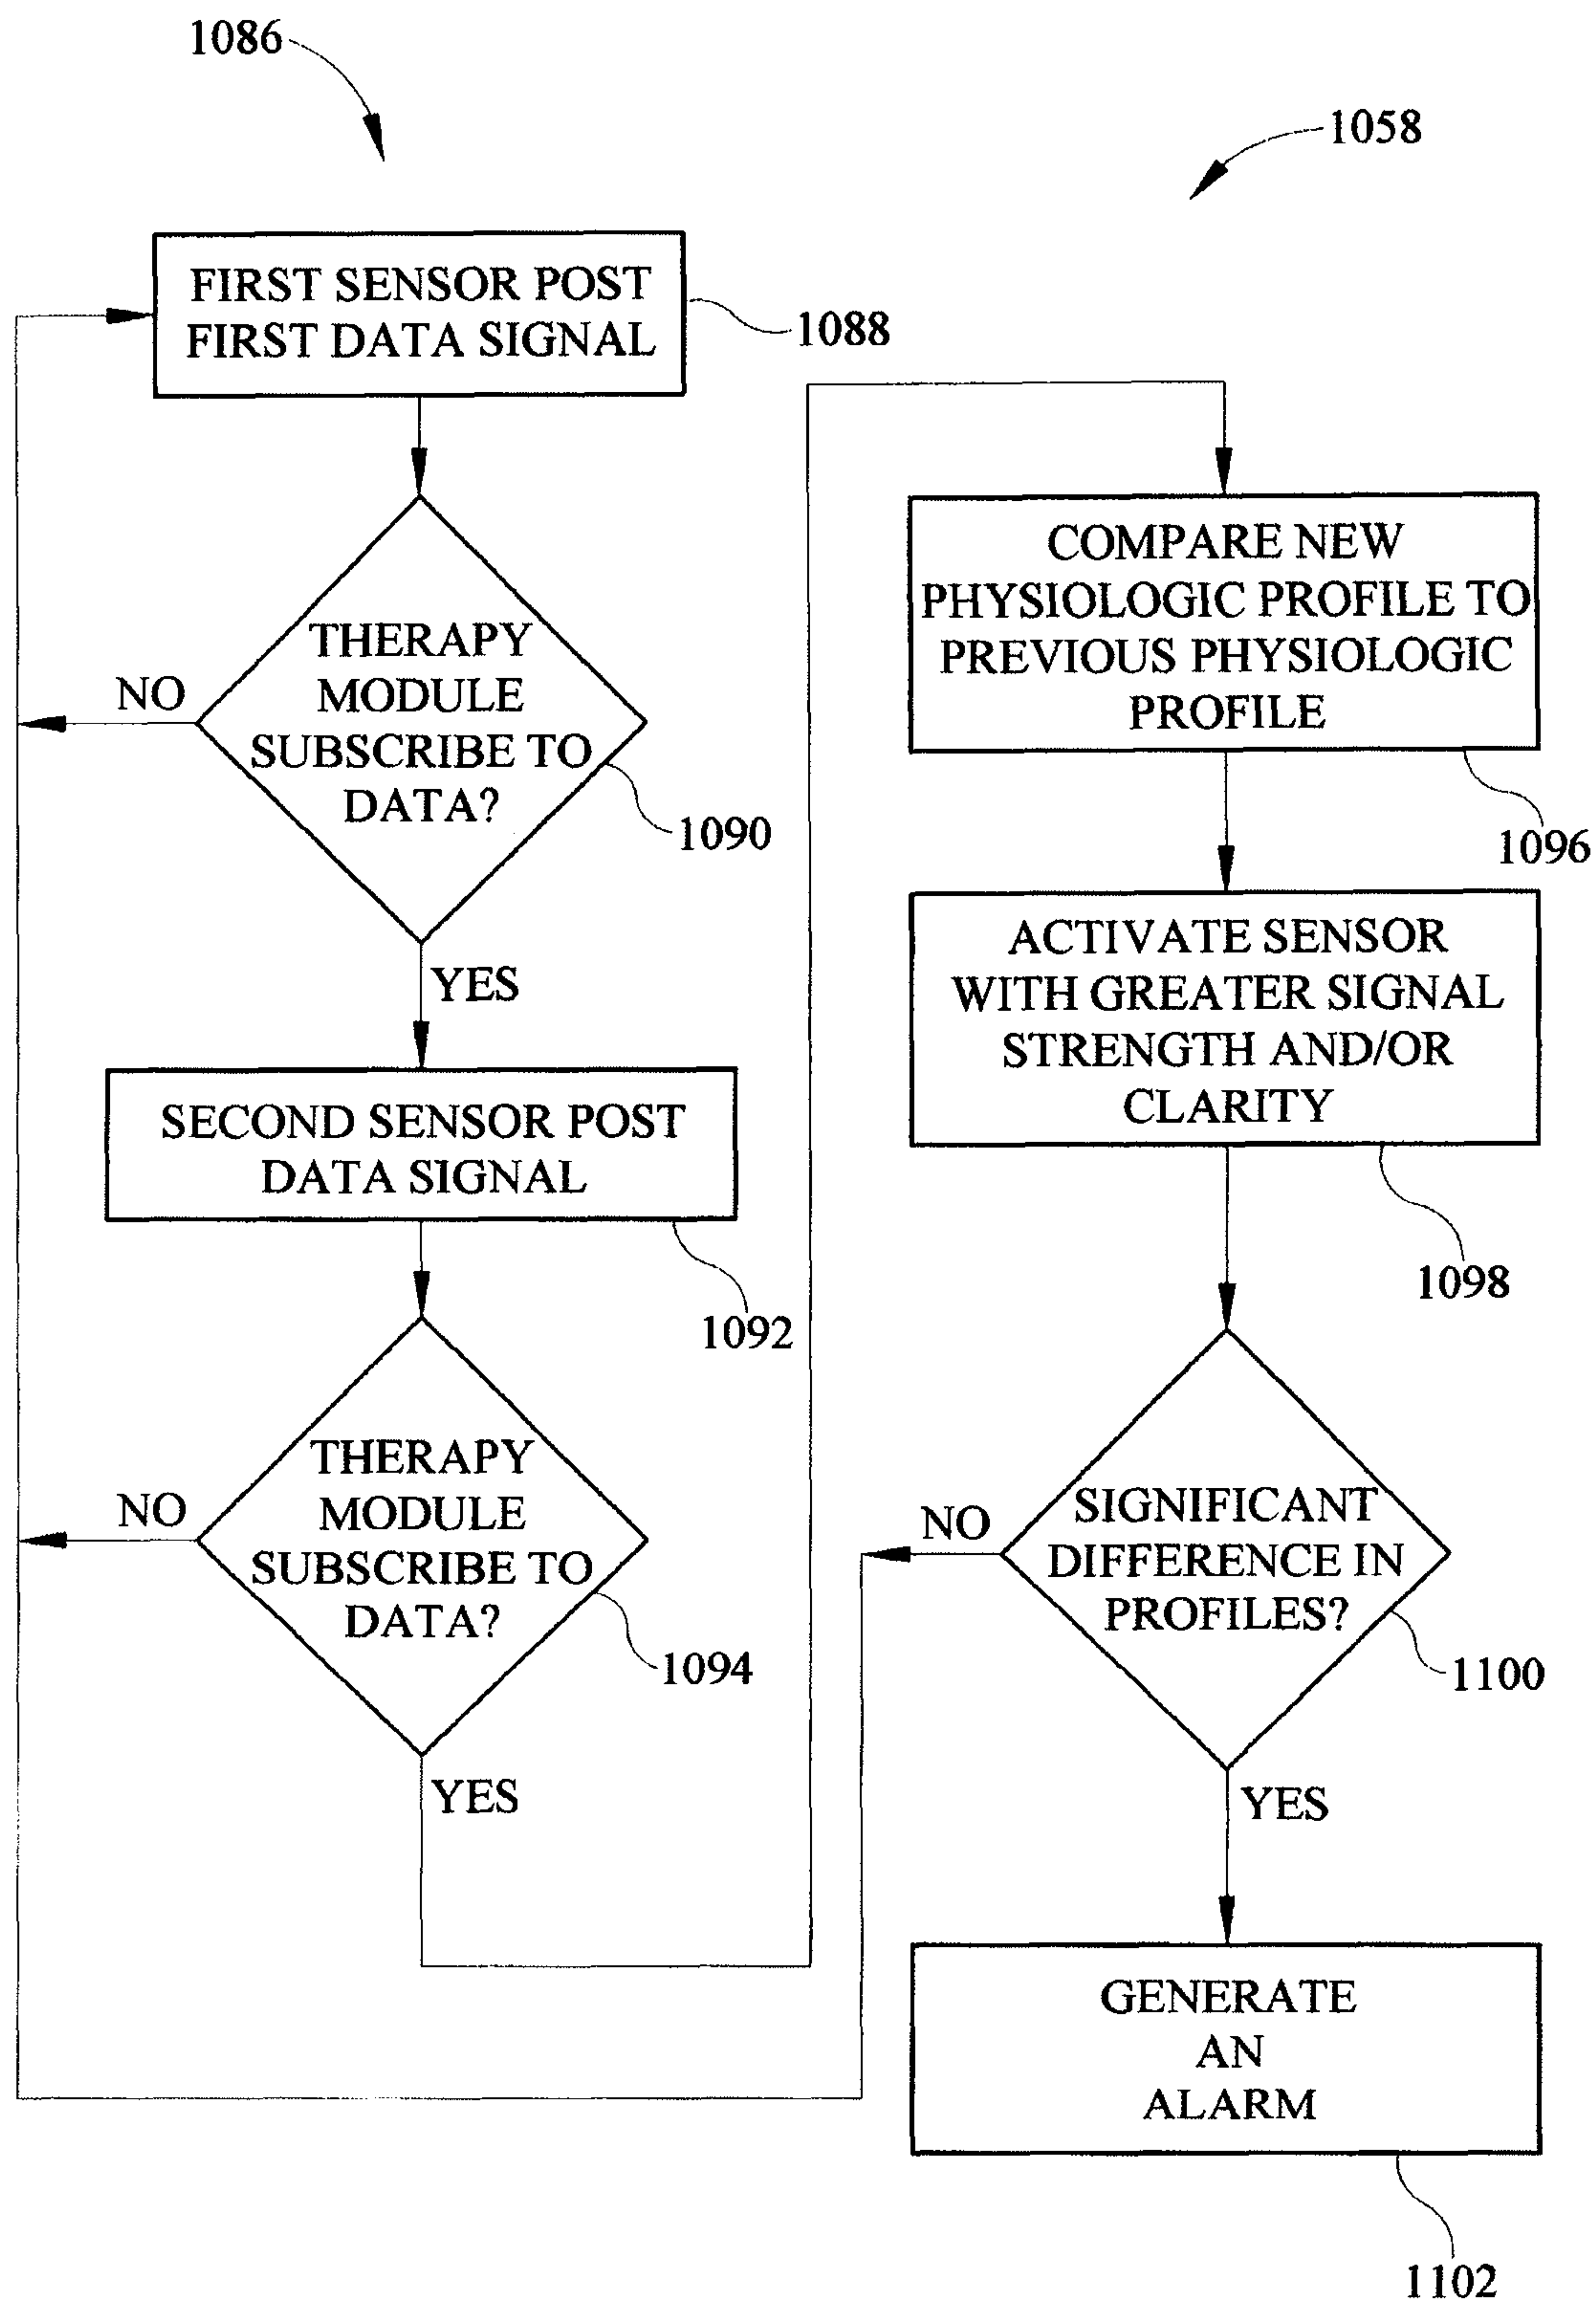 1086
1058
FIRST SENSOR POST
FIRST DATA SIGNAL
1088
THERAPY
MODULE
SUBSCRIBE TO
DATA?
NO
1090
YES
SECOND SENSOR POST
DATA SIGNAL
1092
THERAPY
MODULE
SUBSCRIBE TO
DATA?
NO
1094
YES
COMPARE NEW
PHYSIOLOGIC PROFILE TO
PREVIOUS PHYSIOLOGIC
PROFILE
1096
ACTIVATE SENSOR
WITH GREATER SIGNAL
STRENGTH AND/OR
CLARITY
1098
SIGNIFICANT
DIFFERENCE IN
PROFILES?
NO
1100
YES
GENERATE
AN
ALARM
1102